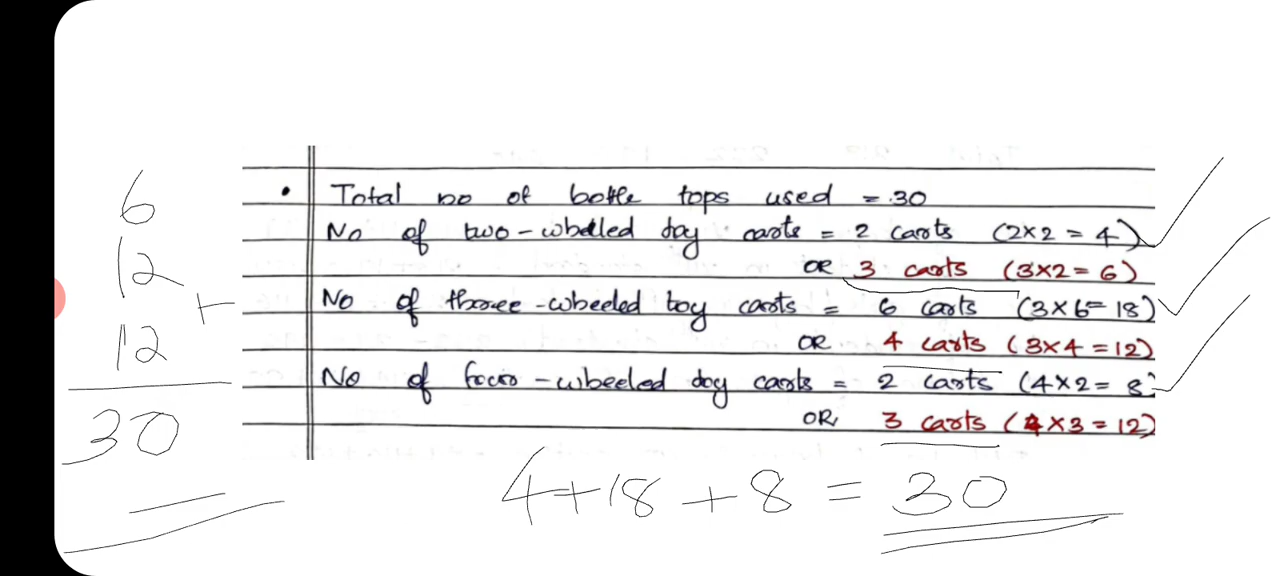 • Total no of bottle tops used = 30
No of two-wheeled toy carts = 2 carts (2×2 = 4)
OR 3 carts (3×2 = 6)
No of three-wheeled toy carts = 6 carts (3×6 = 18)
OR 4 carts (3×4 = 12)
No of four-wheeled toy carts = 2 carts (4×2 = 8)
OR 3 carts (4×3 = 12)
6
12
+
12
30
4+18+8 = 30